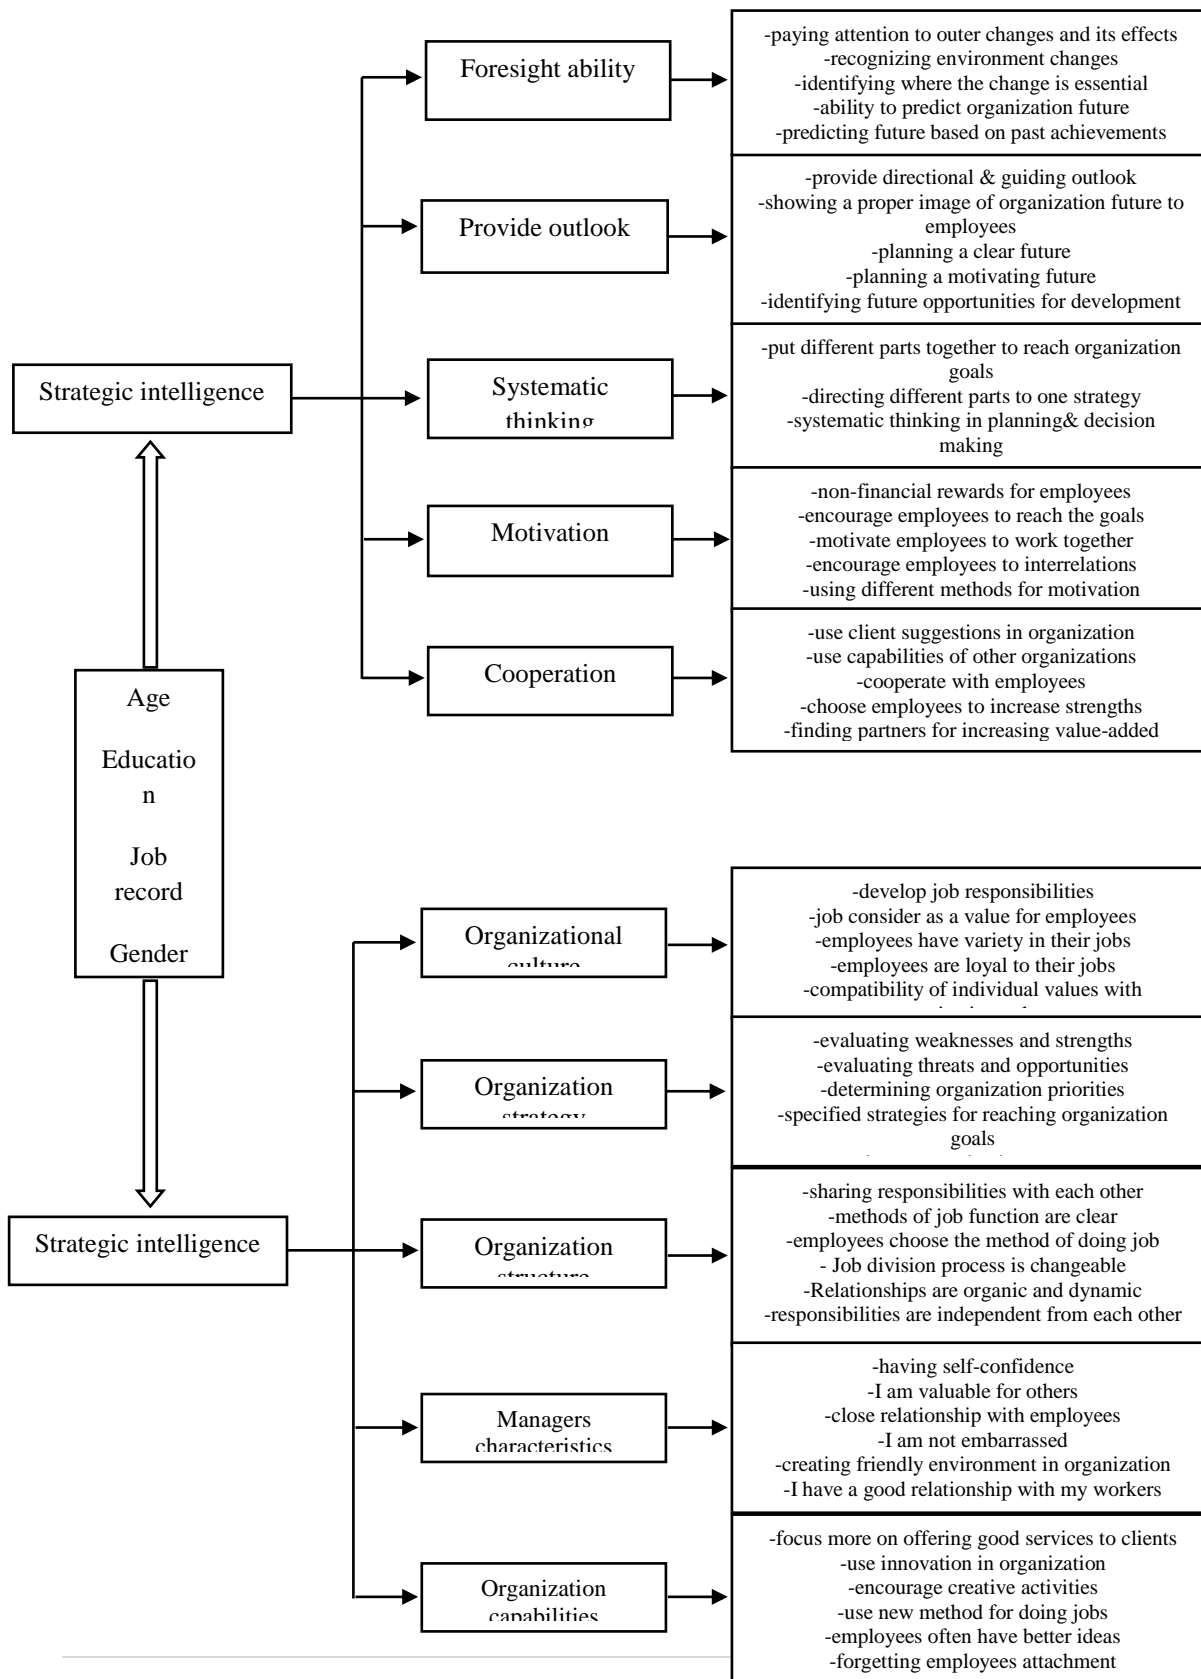 Foresight ability
-paying attention to outer changes and its effects
-recognizing environment changes
-identifying where the change is essential
-ability to predict organization future
-predicting future based on past achievements
Provide outlook
-provide directional & guiding outlook
-showing a proper image of organization future to
employees
-planning a clear future
-planning a motivating future
-identifying future opportunities for development
Strategic intelligence
Systematic
thinking
-put different parts together to reach organization
goals
-directing different parts to one strategy
-systematic thinking in planning& decision
making
Motivation
-non-financial rewards for employees
-encourage employees to reach the goals
-motivate employees to work together
-encourage employees to interrelations
-using different methods for motivation
Cooperation
-use client suggestions in organization
-use capabilities of other organizations
-cooperate with employees
-choose employees to increase strengths
-finding partners for increasing value-added
Age
Educatio
n
Job
record
Gender
Organizational
culture
-develop job responsibilities
-job consider as a value for employees
-employees have variety in their jobs
-employees are loyal to their jobs
-compatibility of individual values with
Organization
strategy
-evaluating weaknesses and strengths
-evaluating threats and opportunities
-determining organization priorities
-specified strategies for reaching organization
goals
Strategic intelligence
Organization
structure
-sharing responsibilities with each other
-methods of job function are clear
-employees choose the method of doing job
- Job division process is changeable
-Relationships are organic and dynamic
-responsibilities are independent from each other
Managers
characteristics
-having self-confidence
-I am valuable for others
-close relationship with employees
-I am not embarrassed
-creating friendly environment in organization
-I have a good relationship with my workers
Organization
capabilities
-focus more on offering good services to clients
-use innovation in organization
-encourage creative activities
-use new method for doing jobs
-employees often have better ideas
-forgetting employees attachment